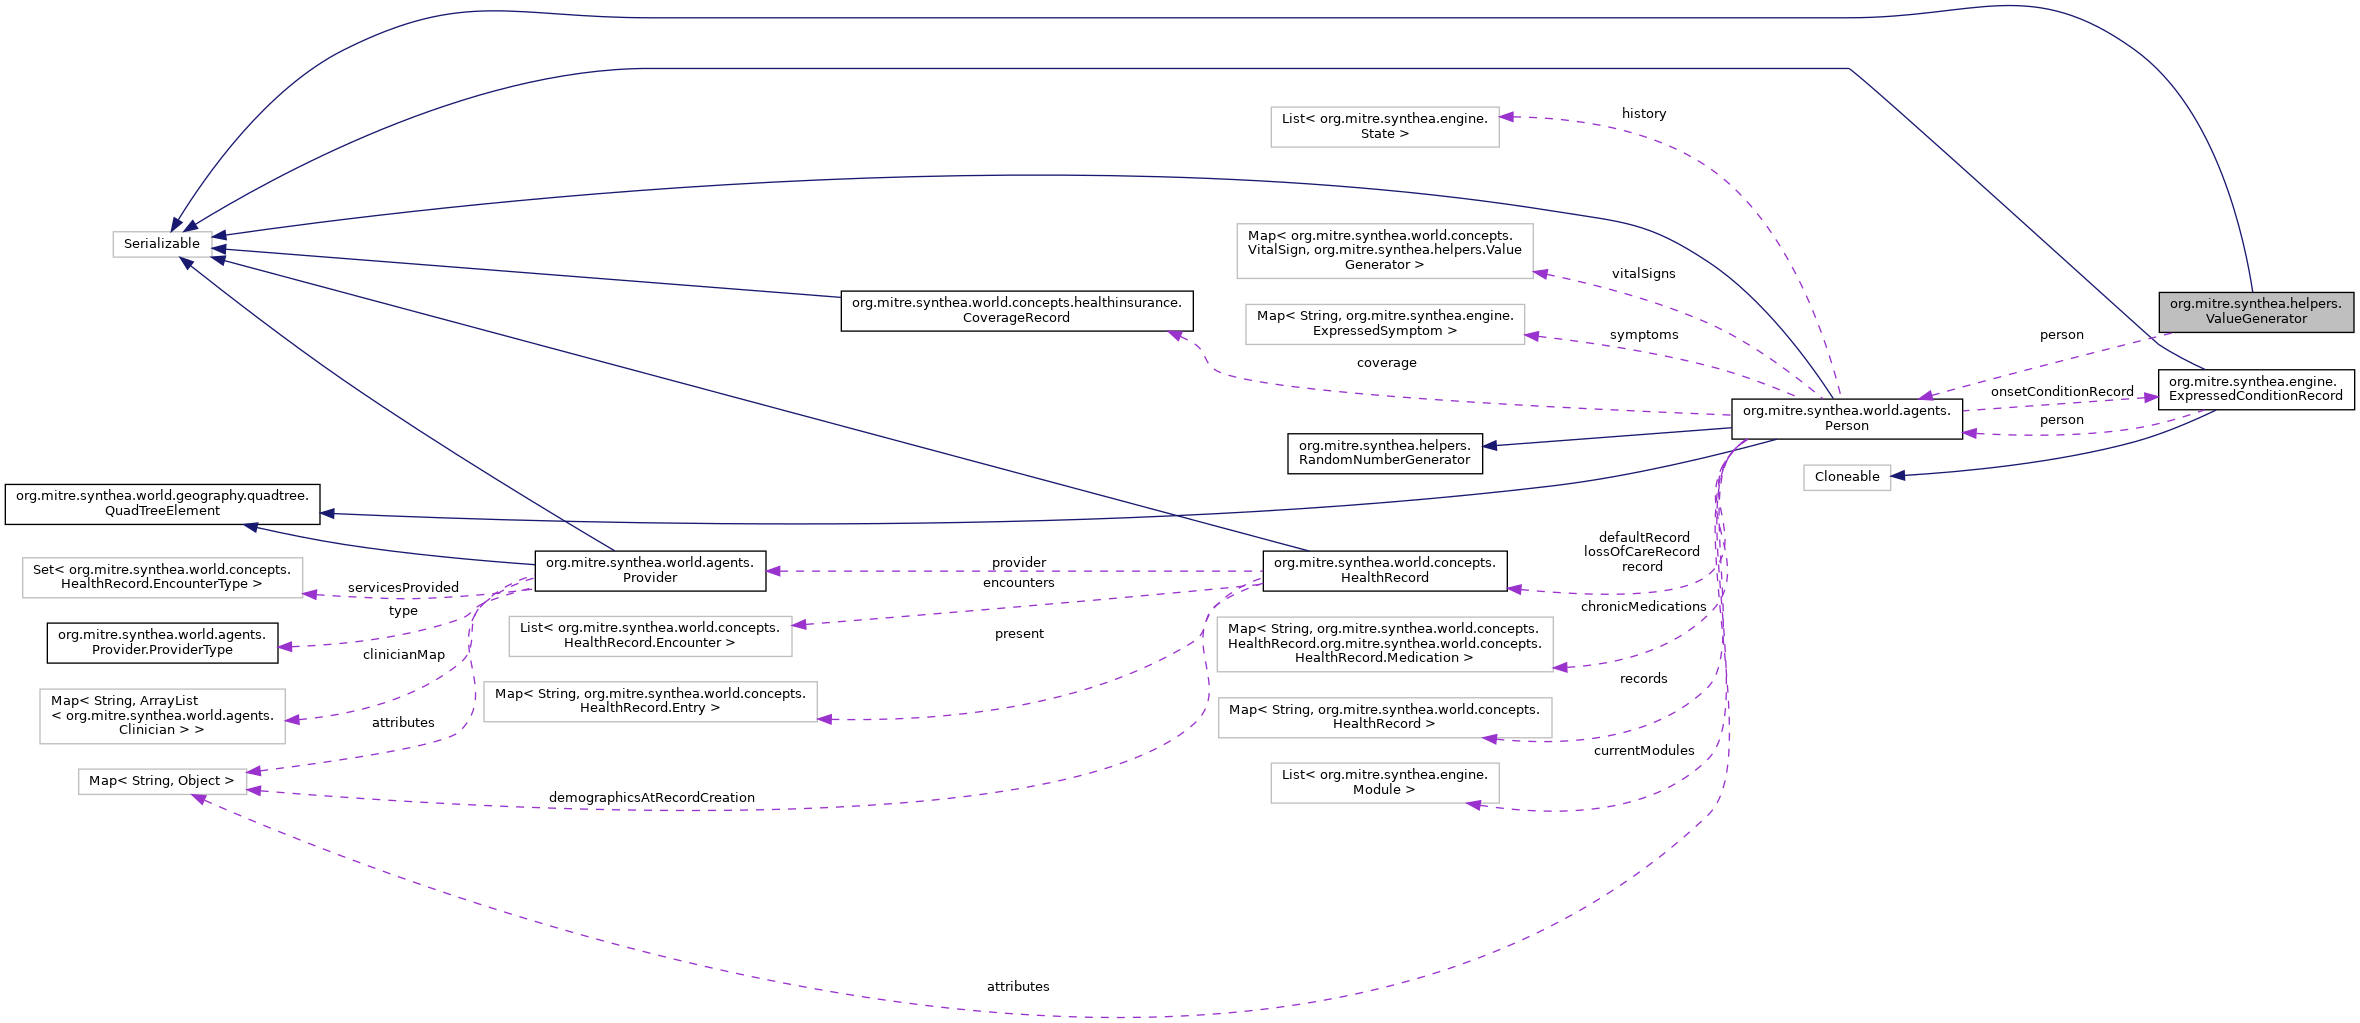 List< org.mitre.synthea.engine.
State >
history
Serializable
Map< org.mitre.synthea.world.concepts.
VitalSign, org.mitre.synthea.helpers.Value
Generator >
vitalSigns
org.mitre.synthea.world.concepts.healthinsurance.
CoverageRecord
Map< String, org.mitre.synthea.engine.
ExpressedSymptom >
symptoms
coverage
org.mitre.synthea.helpers.
ValueGenerator
person
org.mitre.synthea.engine.
ExpressedConditionRecord
onsetConditionRecord
person
org.mitre.synthea.world.agents.
Person
org.mitre.synthea.helpers.
RandomNumberGenerator
Cloneable
org.mitre.synthea.world.geography.quadtree.
QuadTreeElement
org.mitre.synthea.world.agents.
Provider
provider
encounters
org.mitre.synthea.world.concepts.
HealthRecord
defaultRecord
lossOfCareRecord
record
Set< org.mitre.synthea.world.concepts.
HealthRecord.EncounterType >
servicesProvided
type
org.mitre.synthea.world.agents.
Provider.ProviderType
clinicianMap
List< org.mitre.synthea.world.concepts.
HealthRecord.Encounter >
present
chronicMedications
Map< String, org.mitre.synthea.world.concepts.
HealthRecord.org.mitre.synthea.world.concepts.
HealthRecord.Medication >
records
Map< String, ArrayList
< org.mitre.synthea.world.agents.
Clinician > >
attributes
Map< String, org.mitre.synthea.world.concepts.
HealthRecord.Entry >
Map< String, org.mitre.synthea.world.concepts.
HealthRecord >
currentModules
Map< String, Object >
demographicsAtRecordCreation
List< org.mitre.synthea.engine.
Module >
attributes